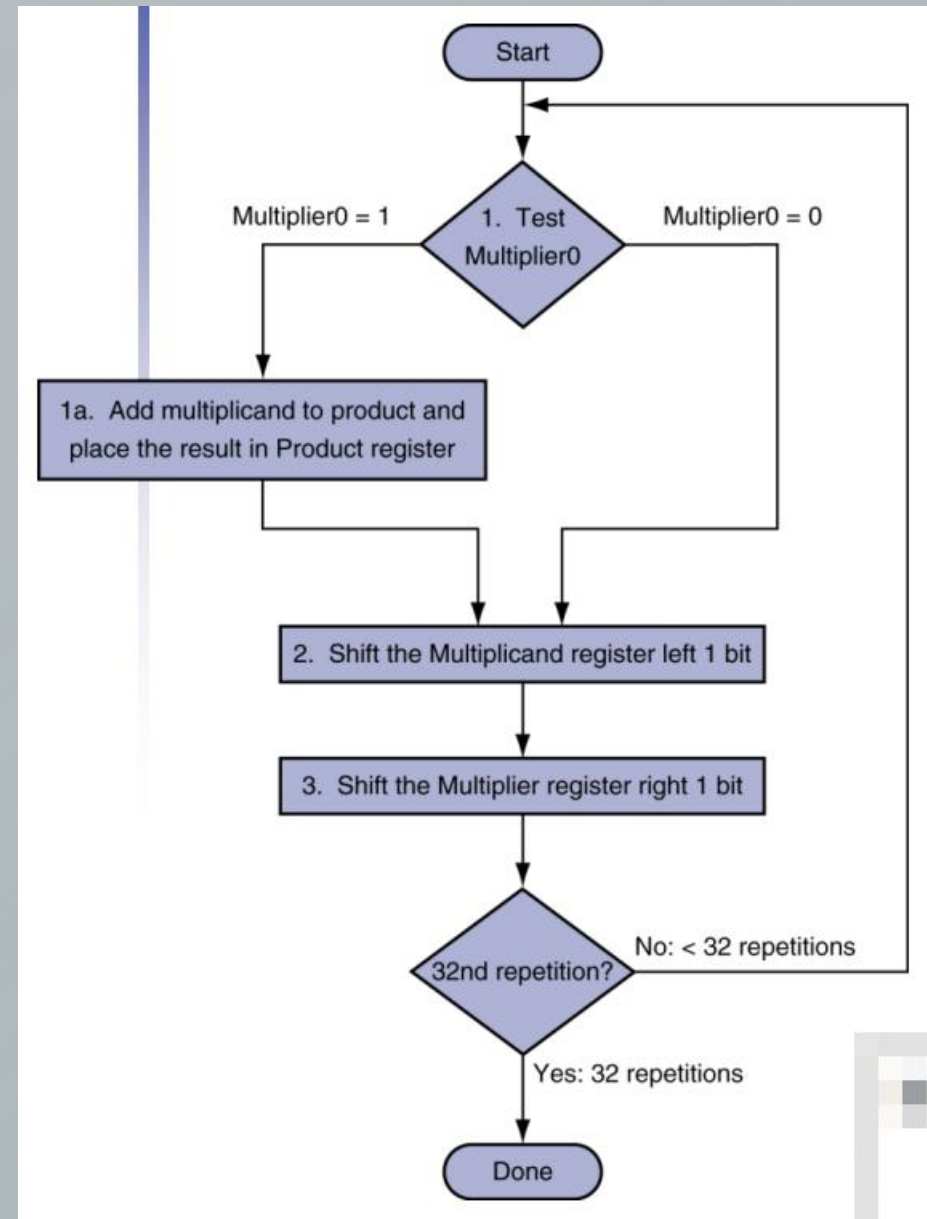 Start
1. Test
Multiplier0
Multiplier0 = 1
Multiplier0 = 0
1a. Add multiplicand to product and
place the result in Product register
2. Shift the Multiplicand register left 1 bit
3. Shift the Multiplier register right 1 bit
32nd repetition?
No: < 32 repetitions
Yes: 32 repetitions
Done